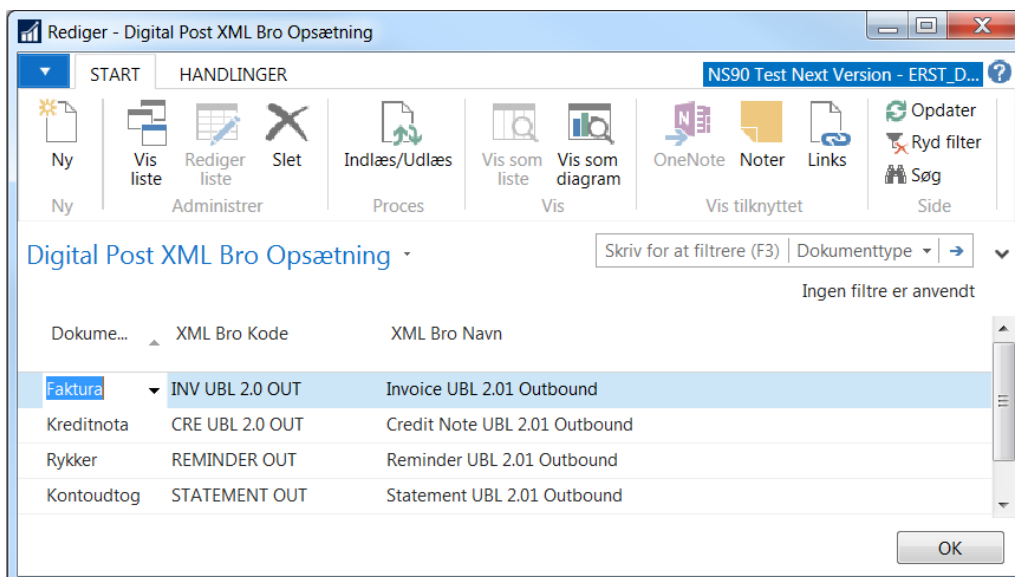 Rediger - Digital Post XML Bro Opsætning
START HANDLINGER NS90 Test Next Version - ERST_D... ?
Ny Vis liste Rediger liste Slet Indlæs/Udlæs Vis som liste Vis som diagram OneNote Noter Links Opdater
Ryd filter
Søg
Ny Administrer Proces Vis Vis tilknyttet Side
Digital Post XML Bro Opsætning Skriv for at filtrere (F3) Dokumenttype
Ingen filtre er anvendt
Dokume... XML Bro Kode XML Bro Navn
Faktura INV UBL 2.0 OUT Invoice UBL 2.01 Outbound
Kreditnota CRE UBL 2.0 OUT Credit Note UBL 2.01 Outbound
Rykker REMINDER OUT Reminder UBL 2.01 Outbound
Kontoudtog STATEMENT OUT Statement UBL 2.01 Outbound
OK